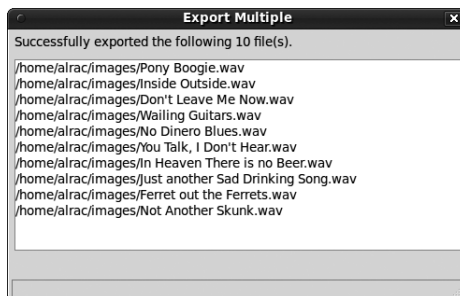 Export Multiple
Successfully exported the following 10 file(s).
/home/alrac/images/Pony Boogie.wav
/home/alrac/images/Inside Outside.wav
/home/alrac/images/Don't Leave Me Now.wav
/home/alrac/images/Wailing Guitars.wav
/home/alrac/images/No Dinero Blues.wav
/home/alrac/images/You Talk, I Don't Hear.wav
/home/alrac/images/In Heaven There is no Beer.wav
/home/alrac/images/Just another Sad Drinking Song.wav
/home/alrac/images/Ferret out the Ferrets.wav
/home/alrac/images/Not Another Skunk.wav